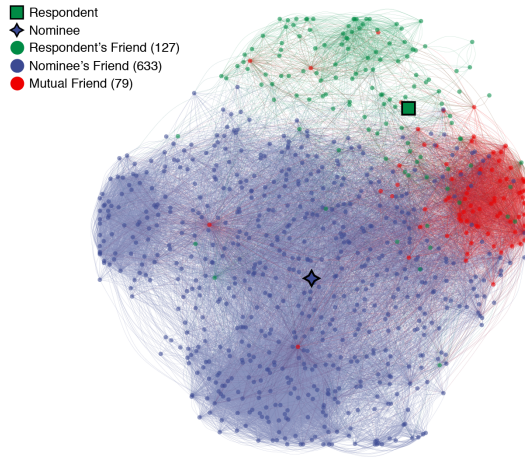 Respondent
Nominee
Respondent's Friend (127)
Nominee's Friend (633)
Mutual Friend (79)